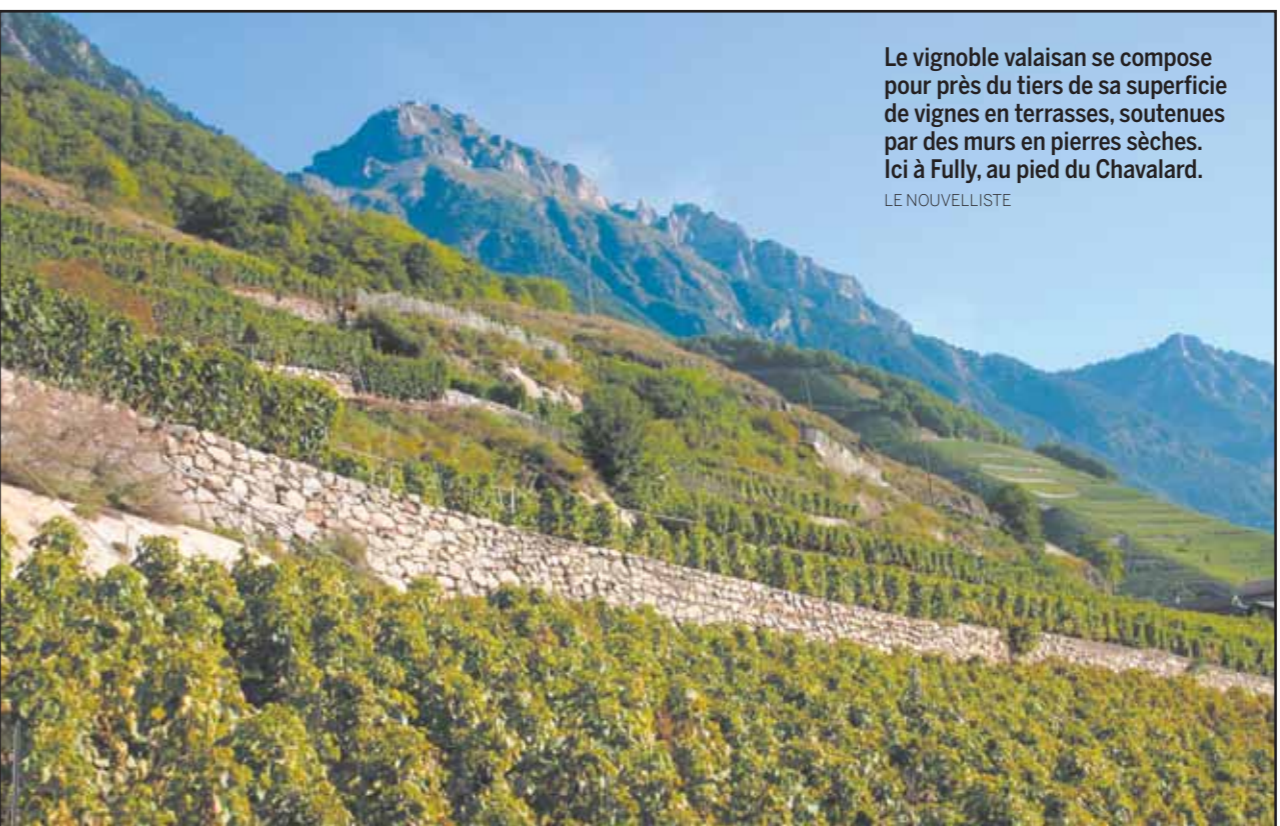 Le vignoble valaisan se compose
pour près du tiers de sa superficie
de vignes en terrasses, soutenues
par des murs en pierres sèches.
Ici à Fully, au pied du Chavalard.
LE NOUVELLISTE